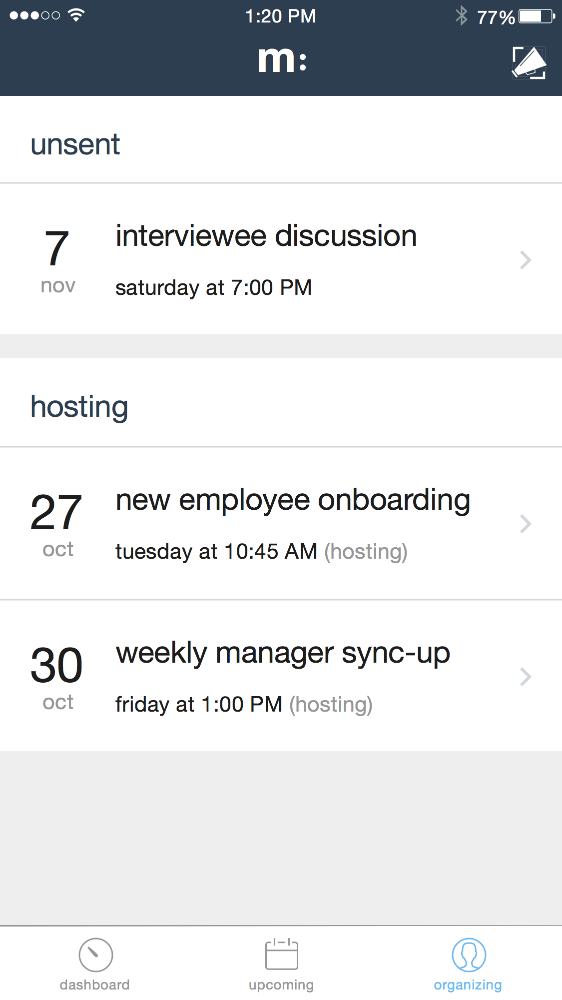 1:20 PM
77%
m:
unsent
7
nov
interviewee discussion
saturday at 7:00 PM
hosting
27
oct
new employee onboarding
tuesday at 10:45 AM (hosting)
30
oct
weekly manager sync-up
friday at 1:00 PM (hosting)
dashboard
upcoming
organizing